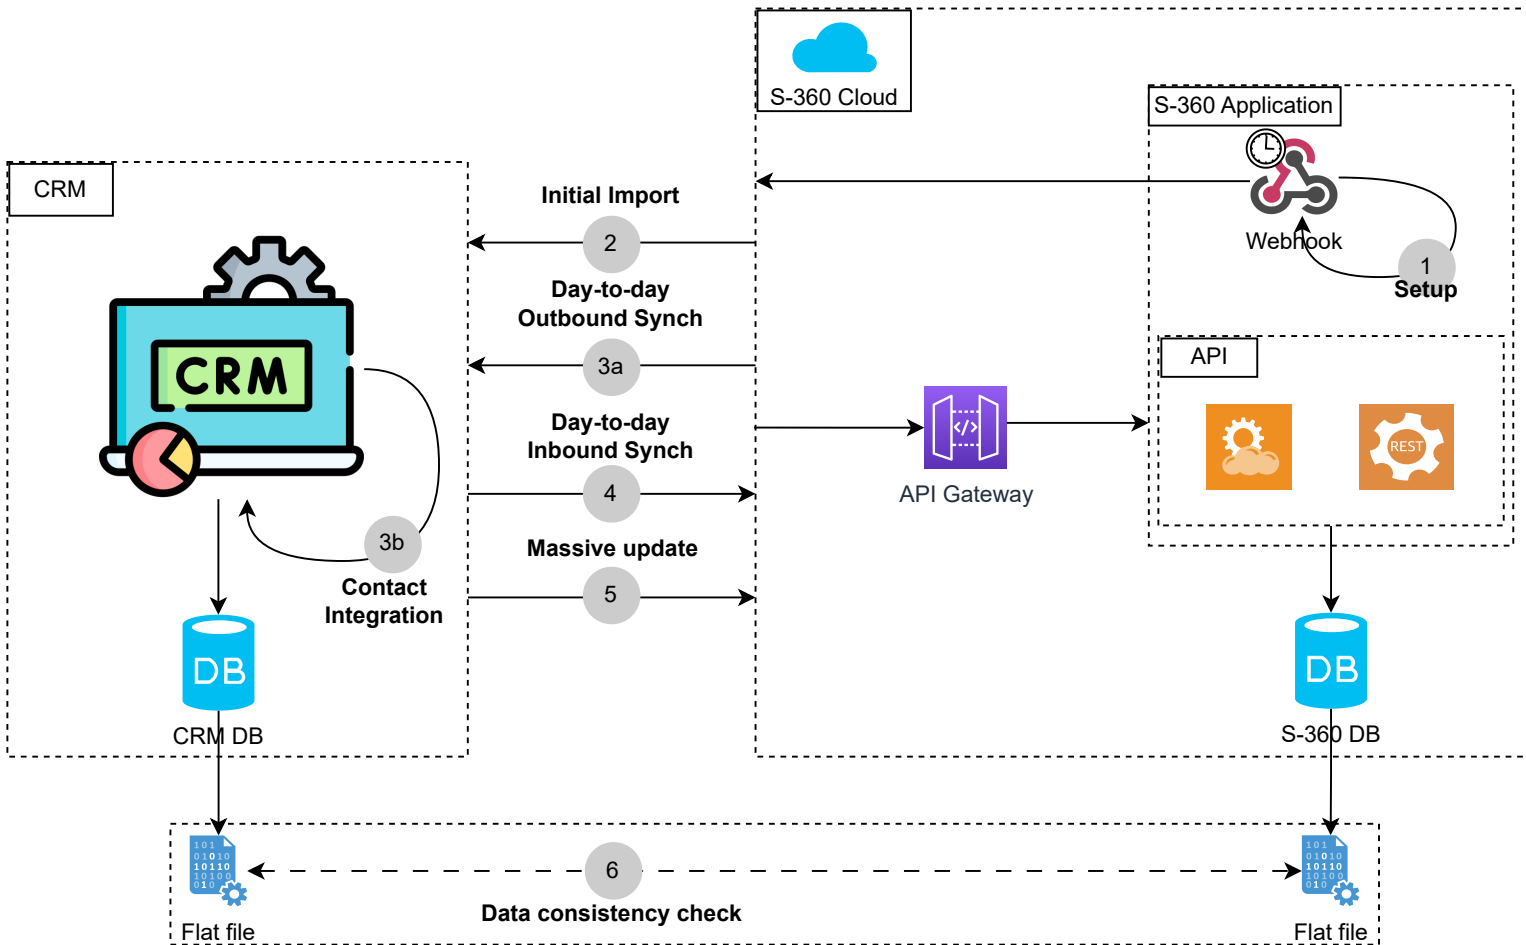 S-360 Cloud
S-360 Application
Webhook
1
Setup
CRM
CRM
Initial Import
2
Day-to-day
Outbound Synch
3a
Day-to-day
Inbound Synch
4
Massive update
5
3b
Contact
Integration
</>
API Gateway
API
REST
DB
CRM DB
DB
S-360 DB
101
01010
10110
10100
010
Flat file
6
Data consistency check
101
01010
10110
10100
010
Flat file